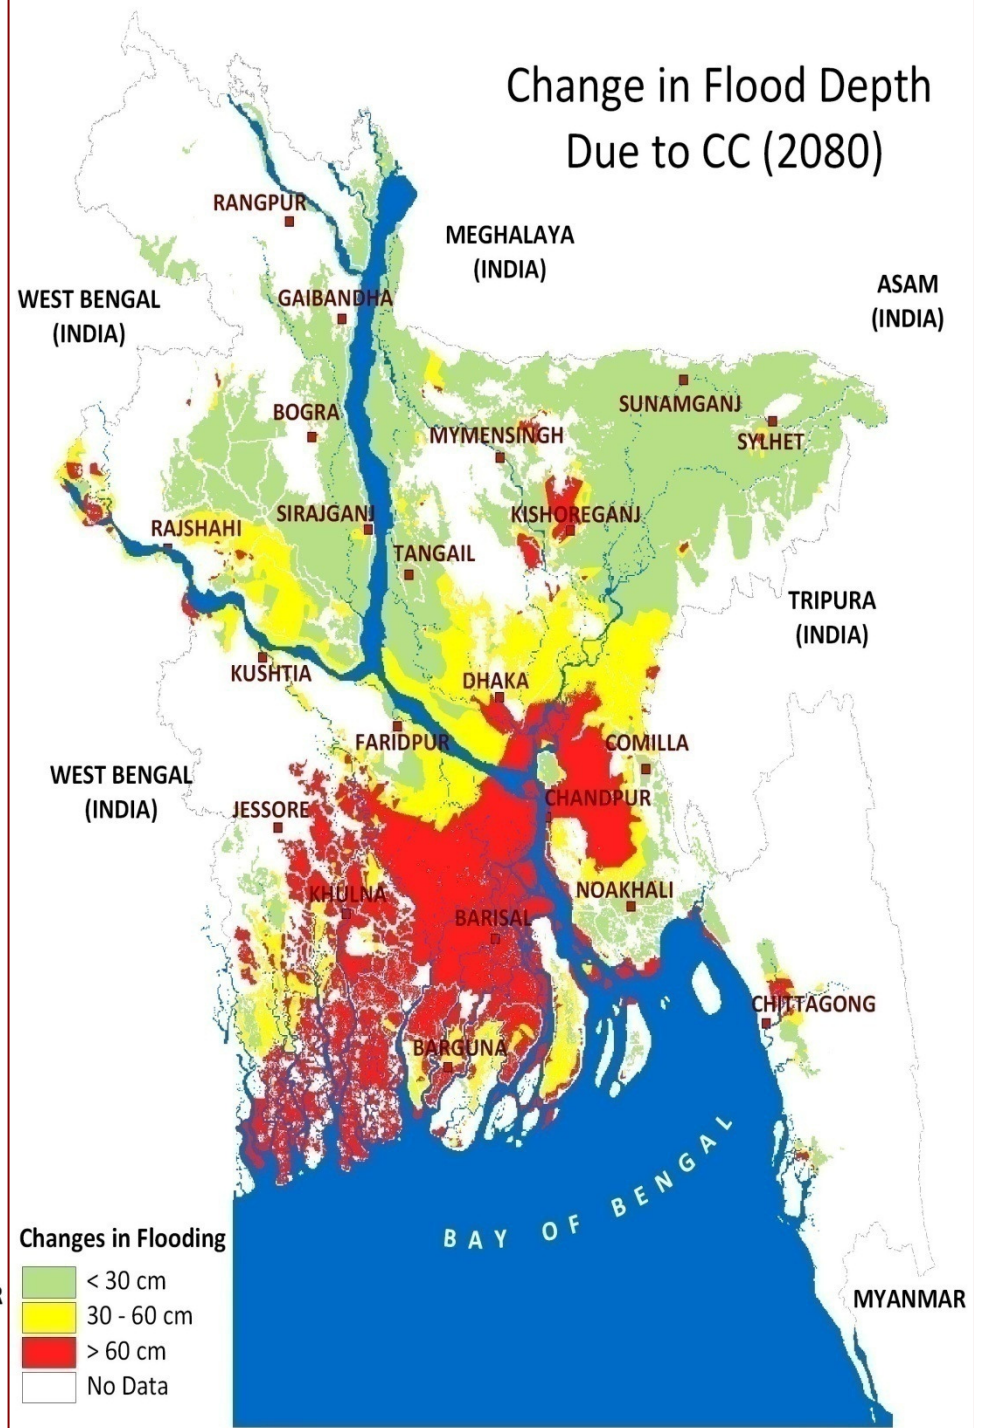 Change in Flood Depth
Due to CC (2080)
RANGPUR
MEGHALAYA
(INDIA)
ASAM
(INDIA)
WEST BENGAL
(INDIA)
GAIBANDHA
SUNAMGANJ
BOGRA
MYMENSINGH
SYLHET
SIRAJGANJ
KISHOREGANJ
RAJSHAHI
TANGAIL
TRIPURA
(INDIA)
KUSHTIA
DHAKA
FARIDPUR
COMILLA
WEST BENGAL
(INDIA)
JESSORE
CHANDPUR
KHULNA
NOAKHALI
BARISAL
CHITTAGONG
BARGUNA
BAY OF BENGAL
Changes in Flooding
< 30 cm
30 - 60 cm
> 60 cm
No Data
MYANMAR